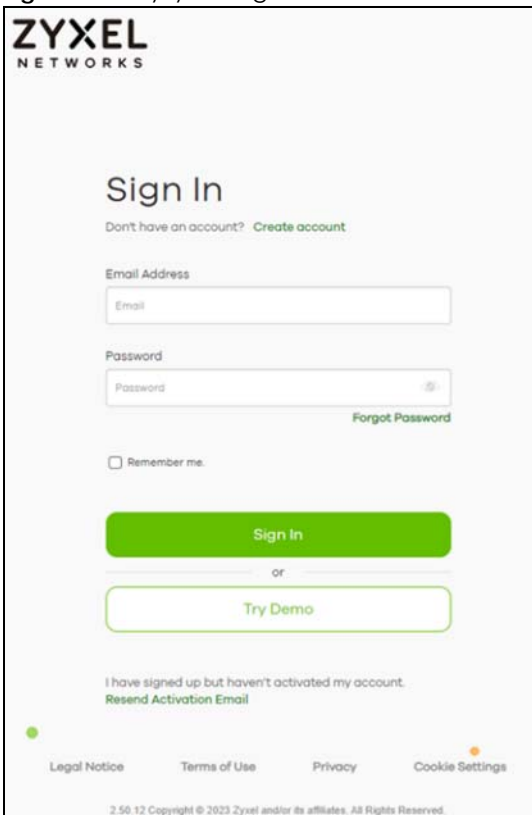 ZYXEL
NETWORKS
Sign In
Don't have an account? Create account
Email Address
Email
Password
Password
Forgot Password
Remember me.
Sign In
or
Try Demo
I have signed up but haven't activated my account.
Resend Activation Email
Legal Notice Terms of Use Privacy Cookie Settings
2.50.12 Copyright © 2023 Zyxel and/or its affiliates. All Rights Reserved.